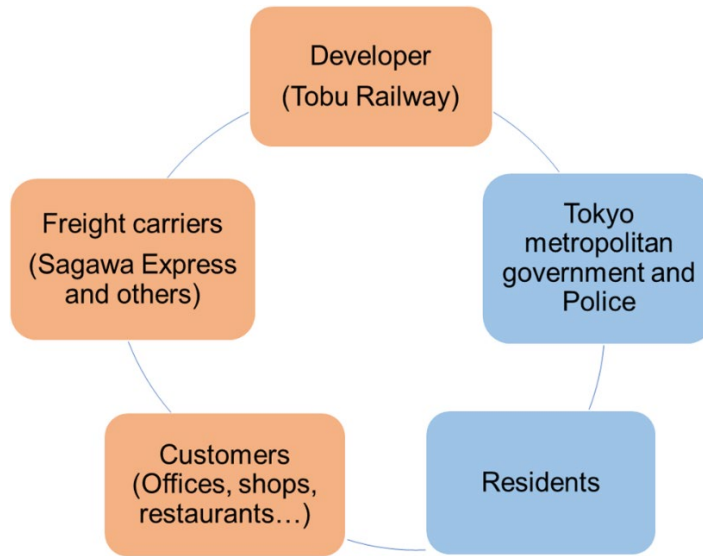 Developer
(Tobu Railway)
Tokyo
metropolitan
government and
Police
Residents
Customers
(Offices, shops,
restaurants…)
Freight carriers
(Sagawa Express
and others)